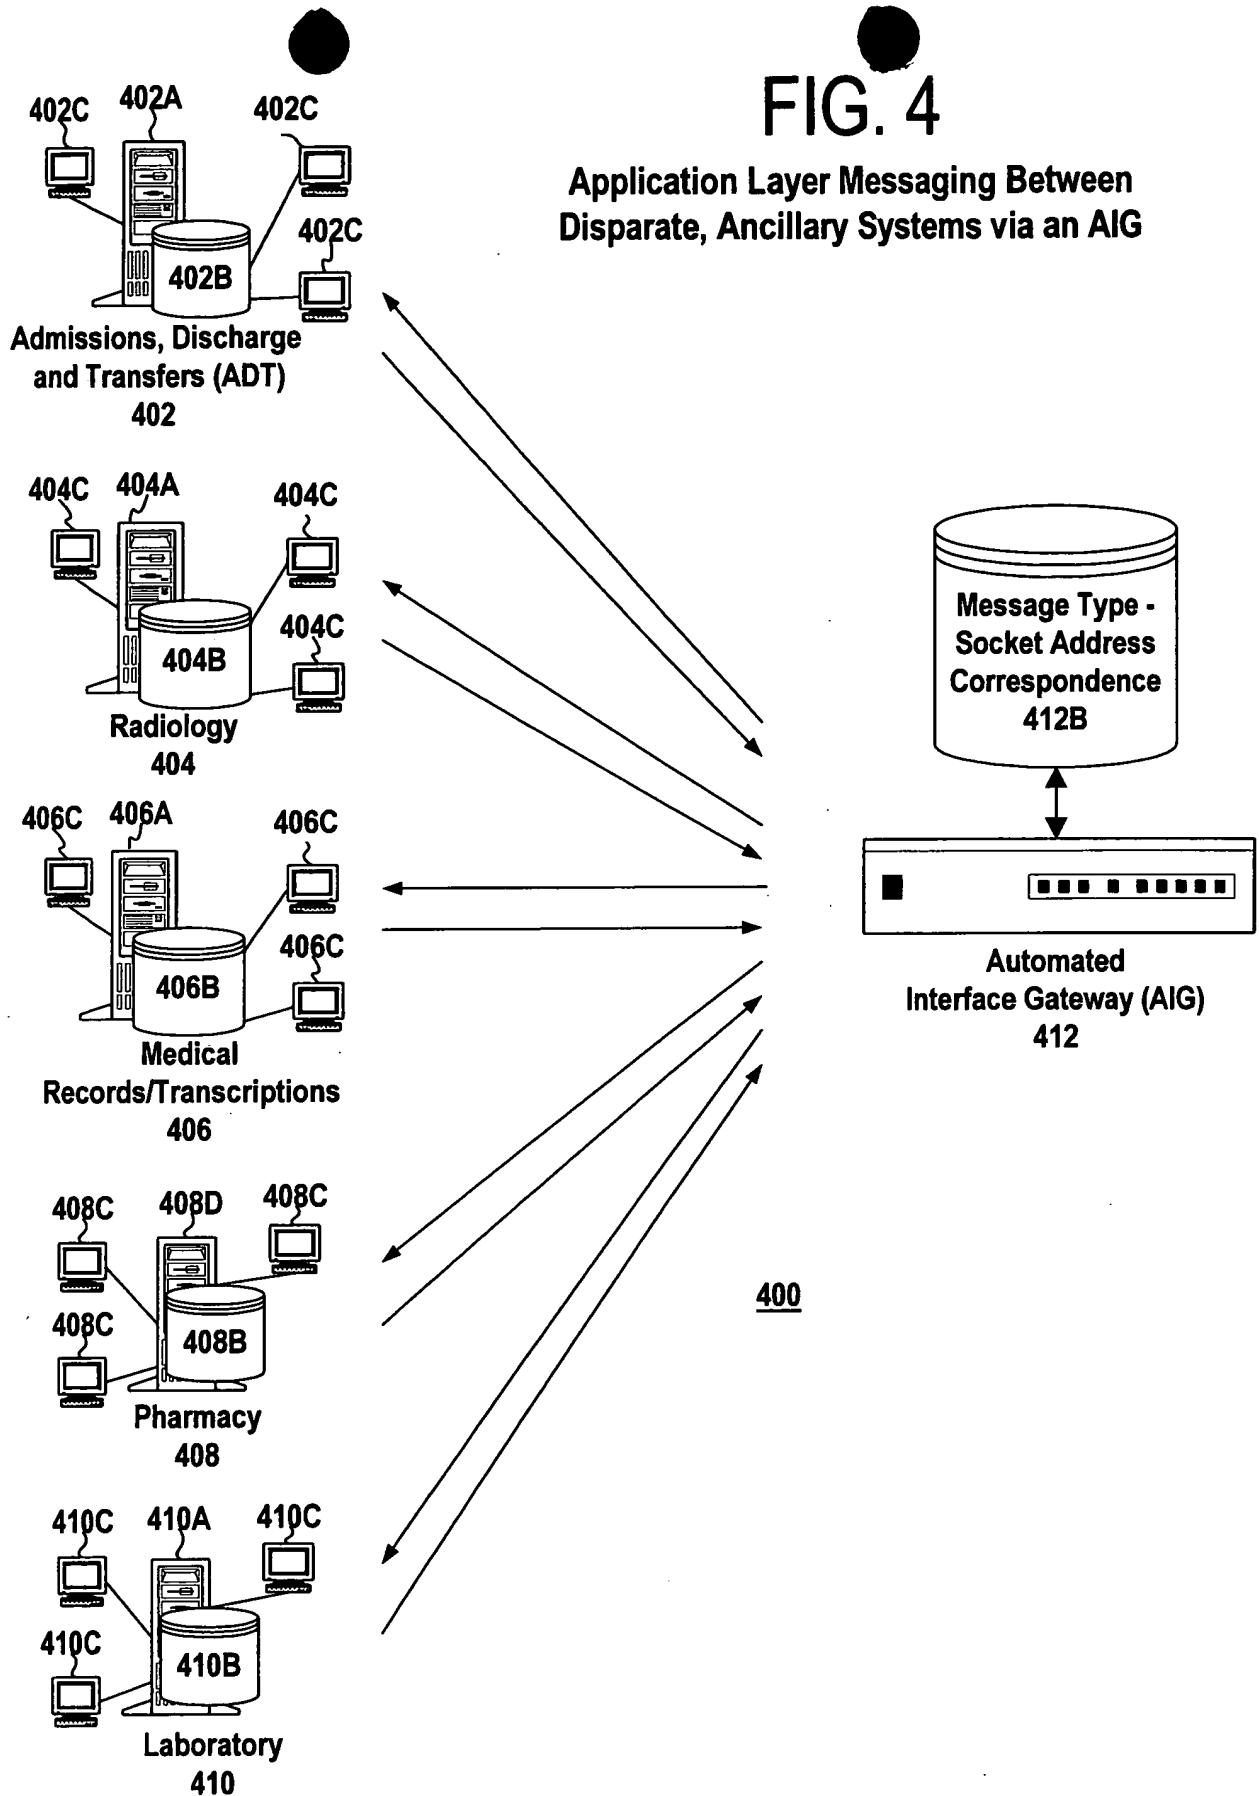 FIG. 4
Application Layer Messaging Between
Disparate, Ancillary Systems via an AIG
402C
402A
402C
402C
402B
Admissions, Discharge
and Transfers (ADT)
402
404C
404A
404C
404C
404B
Radiology
404
406C
406A
406C
406C
406B
Medical
Records/Transcriptions
406
408C
408D
408C
408C
408B
Pharmacy
408
410C
410A
410C
410C
410B
Laboratory
410
Message Type -
Socket Address
Correspondence
412B
Automated
Interface Gateway (AIG)
412
400